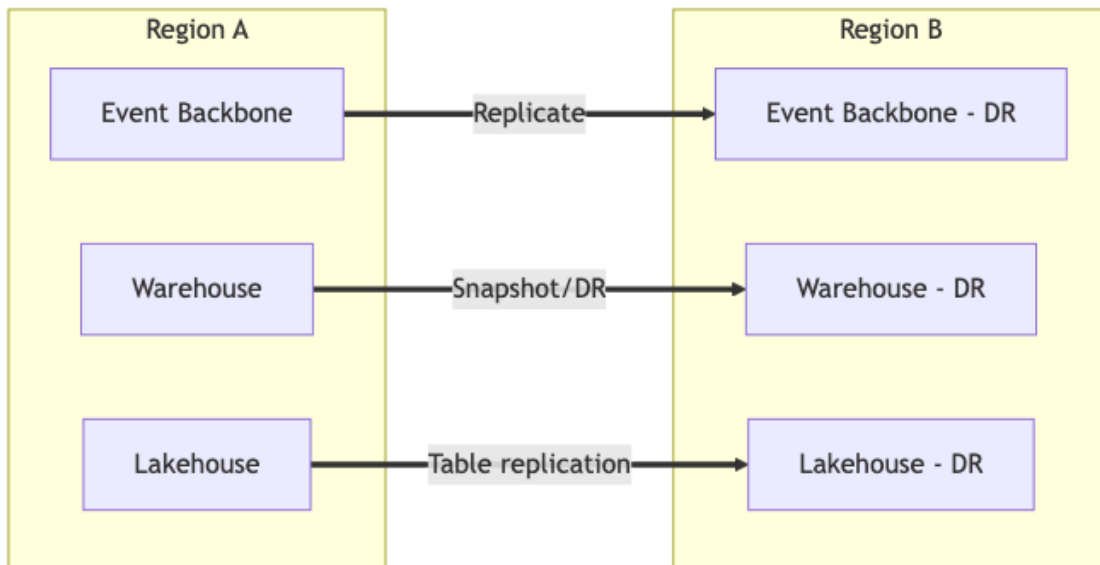 Region A
Region B
Event Backbone
Replicate
Event Backbone - DR
Warehouse
Snapshot/DR
Warehouse - DR
Lakehouse
Table replication
Lakehouse - DR